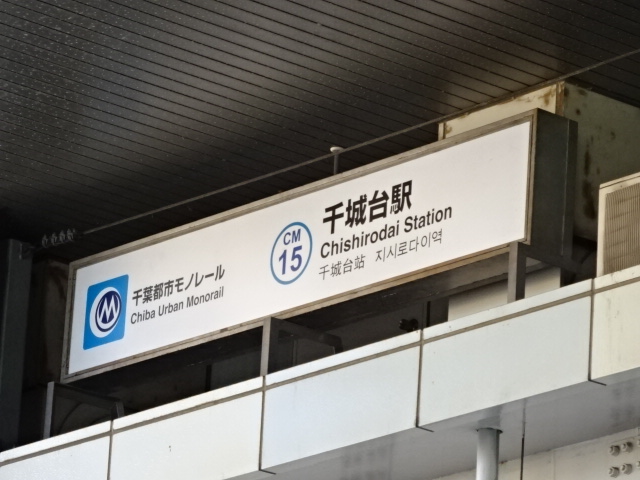 千葉都市モノレール
Chiba Urban Monorail
CM
15
千城台駅
Chishirodai Station
千城台站 지시로다이역